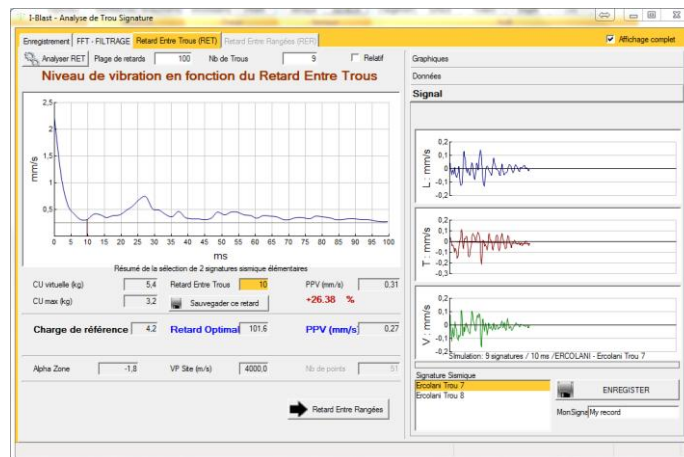 I-Blast - Analyse de Trou Signature
Enregistrement FFT - FILTRAGE Retard Entre Trous (RET) Retard Entre Rangées (RER)
Affichage complet
Analyser RET Plage de retards 100 Nb de Trous 9 Relatif
Niveau de vibration en fonction du Retard Entre Trous
2,5
2
1,5
1
0,5
mm/s
0 5 10 15 20 25 30 35 40 45 50 55 60 65 70 75 80 85 90 95 100
ms
Résumé de la sélection de 2 signatures sismique élémentaires
CU virtuelle (kg) 5,4 Retard Entre Trous 10 PPV (mm/s) 0.31
CU max (kg) 3,2 Sauvegader ce retard +26.38 %
Charge de référence 4,2 Retard Optimal 101,6 PPV (mm/s) 0,27
Alpha Zone -1,8 VP Site (m/s) 4000,0 Nb de points 51
Retard Entre Rangées
Graphiques
Données
Signal
0,2
0,1
0
-0,1
-0,2
L : mm/s
0,2
0,1
0
-0,1
-0,2
-0,3
T : mm/s
0,2
0,1
0
-0,1
-0,2
V : mm/s
Simulation: 9 signatures / 10 ms /ERCOLANI - Ercolani Trou 7
Signature Sismique
Ercolani Trou 7
Ercolani Trou 8
ENREGISTER
MonSigna My record